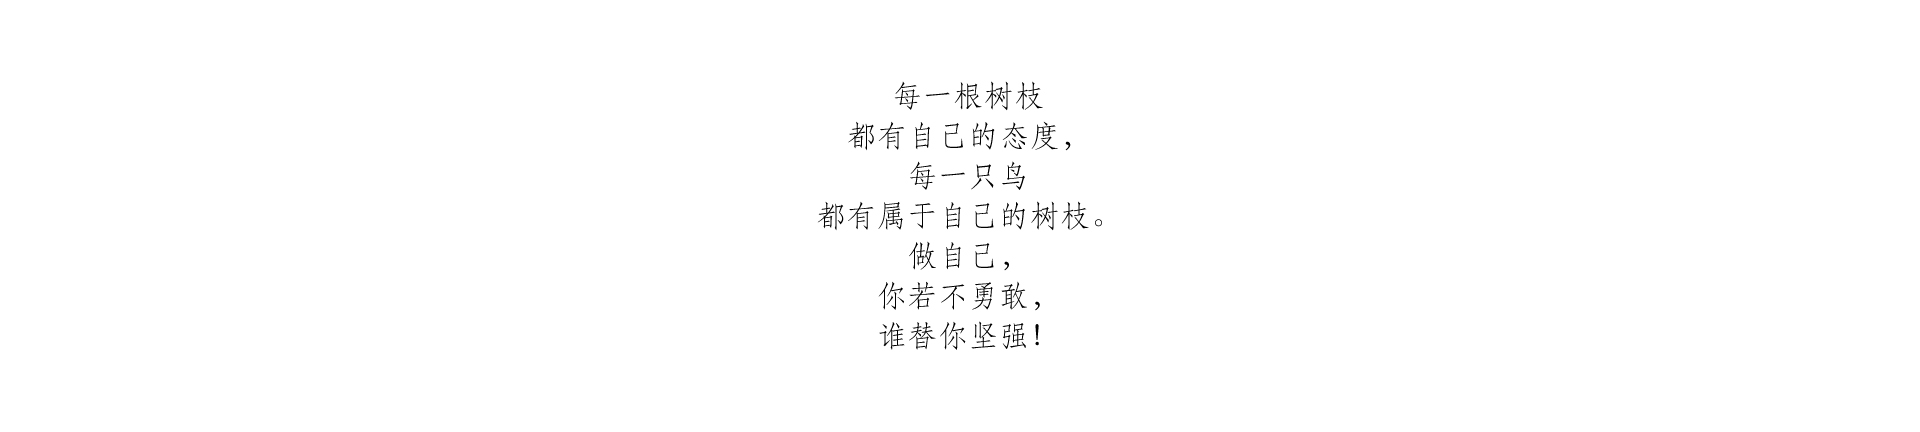 每一根树枝
都有自己的态度，
每一只鸟
都有属于自己的树枝。
做自己，
你若不勇敢，
谁替你坚强！